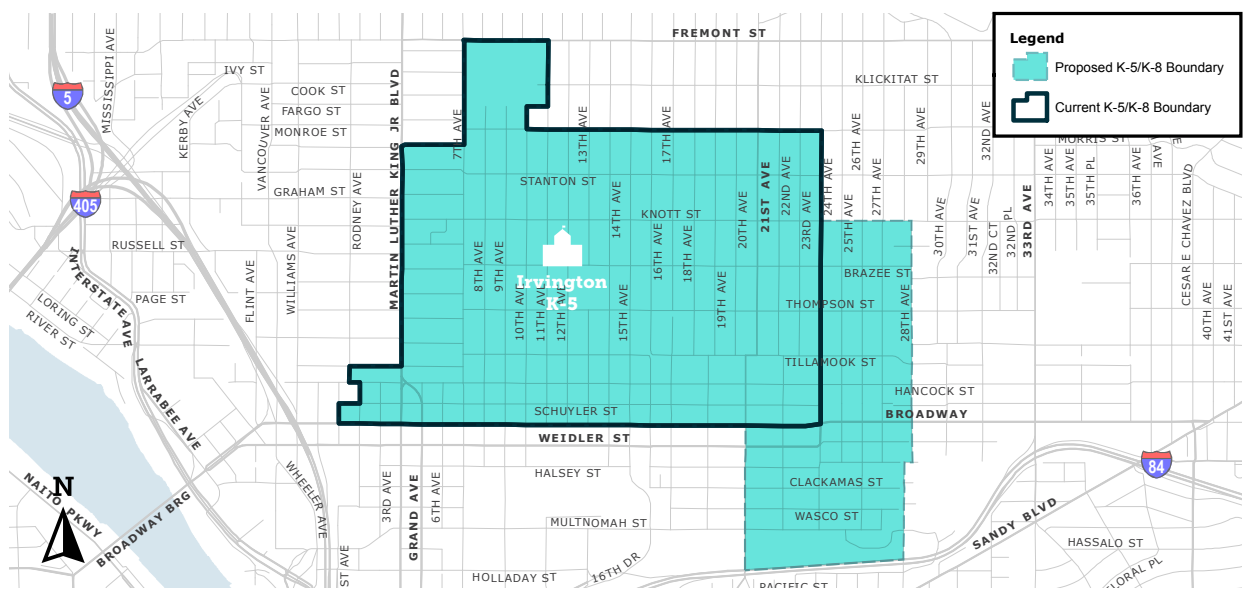 FREMONT ST
Legend
Proposed K-5/K-8 Boundary
Current K-5/K-8 Boundary
5
MISSISSIPPI AVE
IVY ST
KLICKITAT ST
COOK ST
FARGO ST
MONROE ST
KERBY AVE
VANCOUVER AVE
MARTIN LUTHER KING JR BLVD
7TH AVE
13TH AVE
17TH AVE
26TH AVE
29TH AVE
32ND AVE
MORRIS ST
AVE
STANTON ST
GRAHAM ST
RODNEY AVE
14TH AVE
KNOTT ST
20TH AVE
21ST AVE
22ND AVE
23RD AVE
24TH AVE
25TH AVE
27TH AVE
30TH AVE
31ST AVE
32ND CT
32ND PL
33RD AVE
34TH AVE
35TH AVE
35TH PL
36TH AVE
CESAR E CHAVEZ BLVD
405
RUSSELL ST
INTERSTATE AVE
8TH AVE
9TH AVE
16TH AVE
18TH AVE
BRAZEE ST
Irvington
K-5
LORING ST
RIVER ST
PAGE ST
FLINT AVE
WILLIAMS AVE
10TH AVE
11TH AVE
12TH AVE
15TH AVE
19TH AVE
THOMPSON ST
28TH AVE
40TH AVE
41ST AVE
TILLAMOOK ST
LARRABEE AVE
HANCOCK ST
SCHUYLER ST
BROADWAY
WEIDLER ST
HALSEY ST
84
WHEELER AVE
3RD AVE
GRAND AVE
6TH AVE
CLACKAMAS ST
N
NAITO PKWY
BROADWAY BRG
MULTNOMAH ST
WASCO ST
SANDY BLVD
HASSALO ST
ST AVE
HOLLADAY ST
16TH DR
PACIFIC ST
FLORAL PL